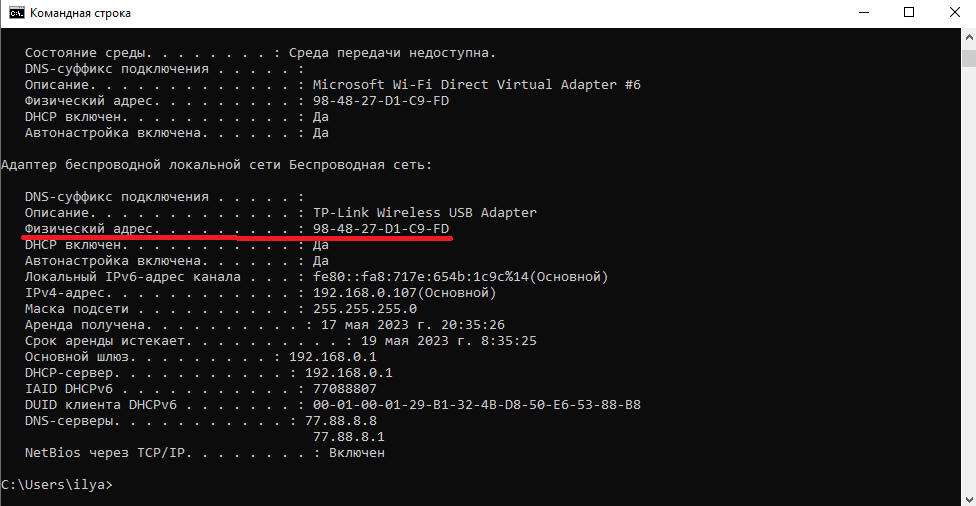 Командная строка
Состояние среды. . . . . . . . : Среда передачи недоступна.
DNS-суффикс подключения . . . . . :
Описание. . . . . . . . . . . . . : Microsoft Wi-Fi Direct Virtual Adapter #6
Физический адрес. . . . . . . . . : 98-48-27-D1-C9-FD
DHCP включен. . . . . . . . . . . : Да
Автонастройка включена. . . . . . : Да
Адаптер беспроводной локальной сети Беспроводная сеть:
DNS-суффикс подключения . . . . . :
Описание. . . . . . . . . . . . . : TP-Link Wireless USB Adapter
Физический адрес. . . . . . . . . : 98-48-27-D1-C9-FD
DHCP включен. . . . . . . . . . . : Да
Автонастройка включена. . . . . . : Да
Локальный IPv6-адрес канала . . . : fe80::fa8:717e:654b:1c9c%14(Основной)
IPv4-адрес. . . . . . . . . . . . : 192.168.0.107(Основной)
Маска подсети . . . . . . . . . . : 255.255.255.0
Аренда получена. . . . . . . . . . : 17 мая 2023 г. 20:35:26
Срок аренды истекает. . . . . . . . . . : 19 мая 2023 г. 8:35:25
Основной шлюз. . . . . . . . . : 192.168.0.1
DHCP-сервер. . . . . . . . . . . : 192.168.0.1
IAID DHCPv6 . . . . . . . . . . . : 77088807
DUID клиента DHCPv6 . . . . . . . : 00-01-00-01-29-B1-32-4B-D8-50-E6-53-88-B8
DNS-серверы. . . . . . . . . . . : 77.88.8.8
77.88.8.1
NetBios через TCP/IP. . . . . . . . : Включен
C:\Users\ilya>